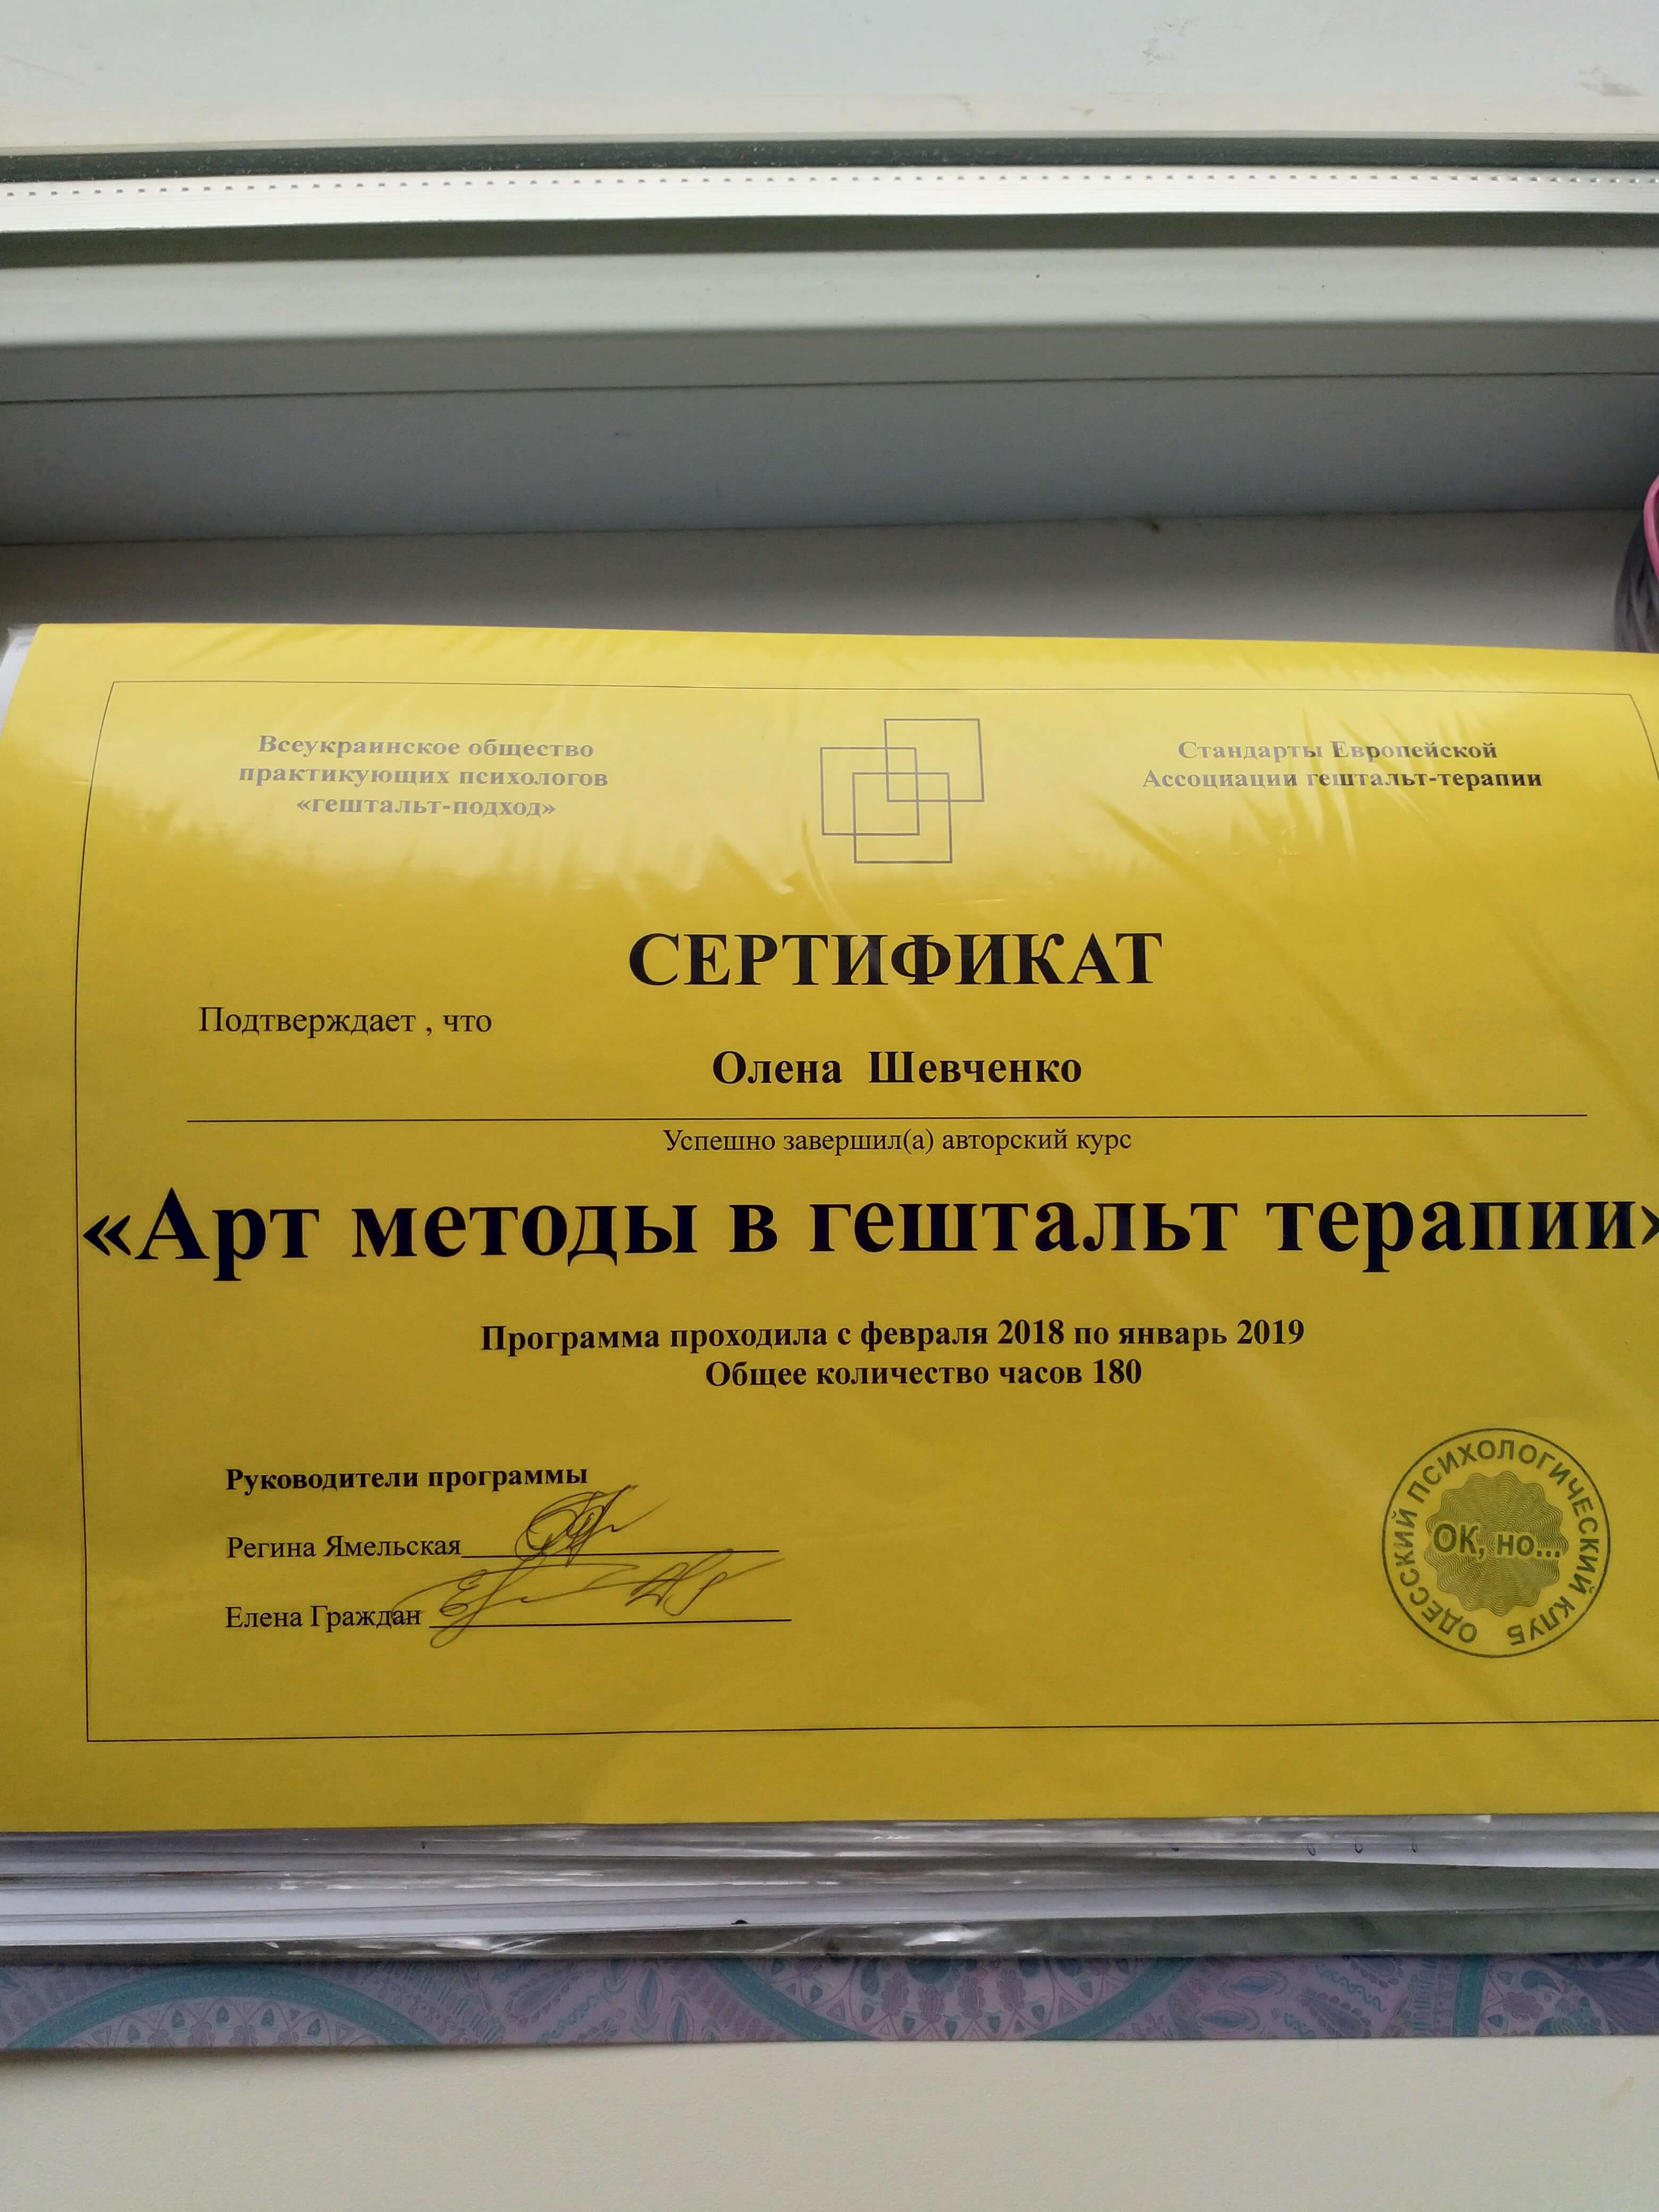 Всеукраинское общество
практикующих психологов
«гештальт-подход»
Стандарты Европейской
Ассоциации гештальт-терапии
СЕРТИФИКАТ
Подтверждает , что
Олена Шевченко
Успешно завершил(а) авторский курс
«Арт методы в гештальт терапии»
Программа проходила с февраля 2018 по январь 2019
Общее количество часов 180
Руководители программы
Регина Ямельская
Елена Граждан
ОДЕССКИЙ ПСИХОЛОГИЧЕСКИЙ КЛУБ
ОК, но...